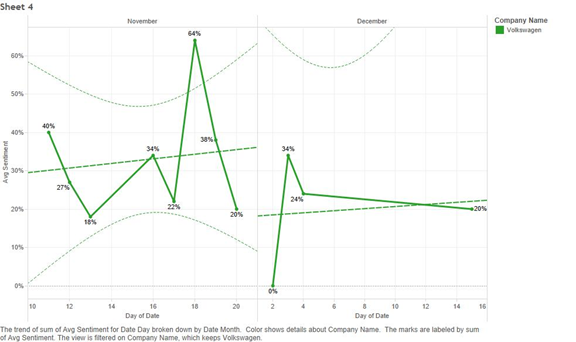 Sheet 4
Company Name
Volkswagen
November
December
Avg Sentiment
60%
50%
40%
30%
20%
10%
0%
40%
27%
18%
34%
22%
64%
38%
20%
0%
34%
24%
20%
10 12 14 16 18 20
2 4 6 8 10 12 14 16
Day of Date
Day of Date
The trend of sum of Avg Sentiment for Date Day broken down by Date Month. Color shows details about Company Name. The marks are labeled by sum
of Avg Sentiment. The view is filtered on Company Name, which keeps Volkswagen.